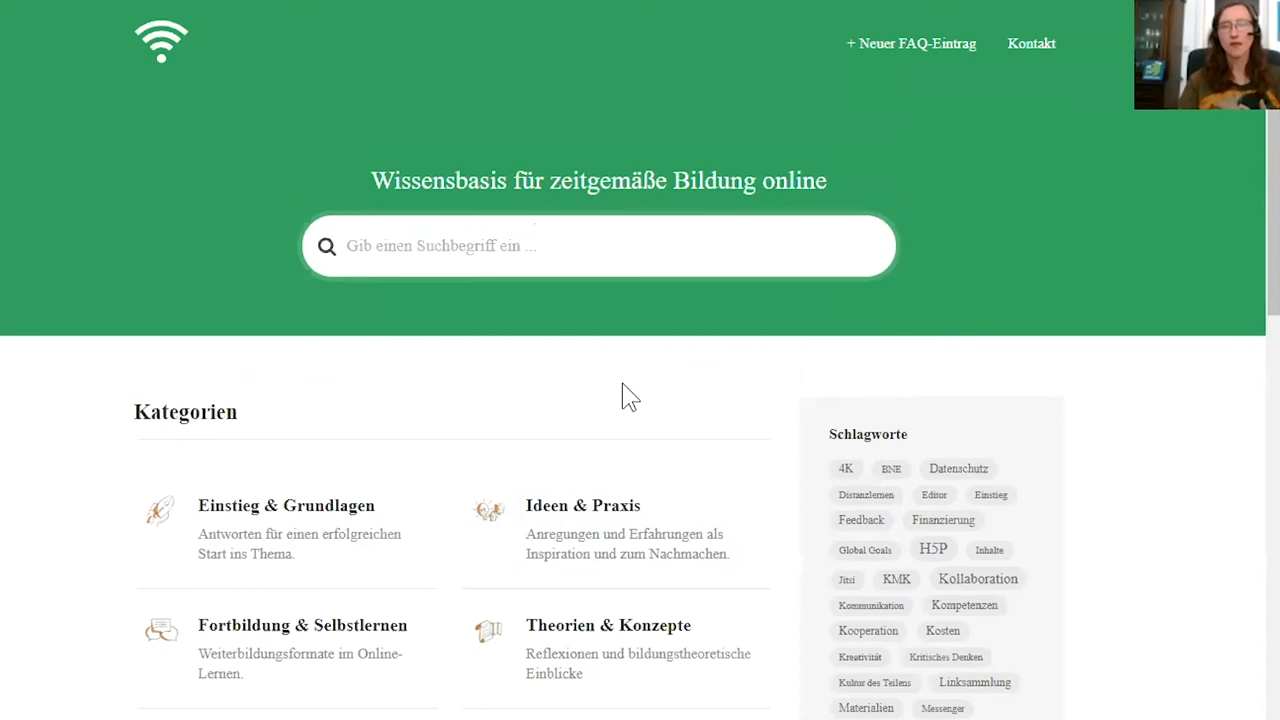 + Neuer FAQ-Eintrag Kontakt
Wissensbasis für zeitgemäße Bildung online
Gib einen Suchbegriff ein ...
Kategorien
Einstieg & Grundlagen
Antworten für einen erfolgreichen
Start ins Thema.
Ideen & Praxis
Anregungen und Erfahrungen als
Inspiration und zum Nachmachen.
Fortbildung & Selbstlernen
Weiterbildungsformate im Online-
Lernen.
Theorien & Konzepte
Reflexionen und bildungstheoretische
Einblicke
Schlagworte
4K BNE Datenschutz
Distanzlernen Editor Einstieg
Feedback Finanzierung
Global Goals H5P Inhalte
Jitsi KMK Kollaboration
Kommunikation Kompetenzen
Kooperation Kosten
Kreativität Kritisches Denken
Kultur des Teilens Linksammlung
Materialien Messenger